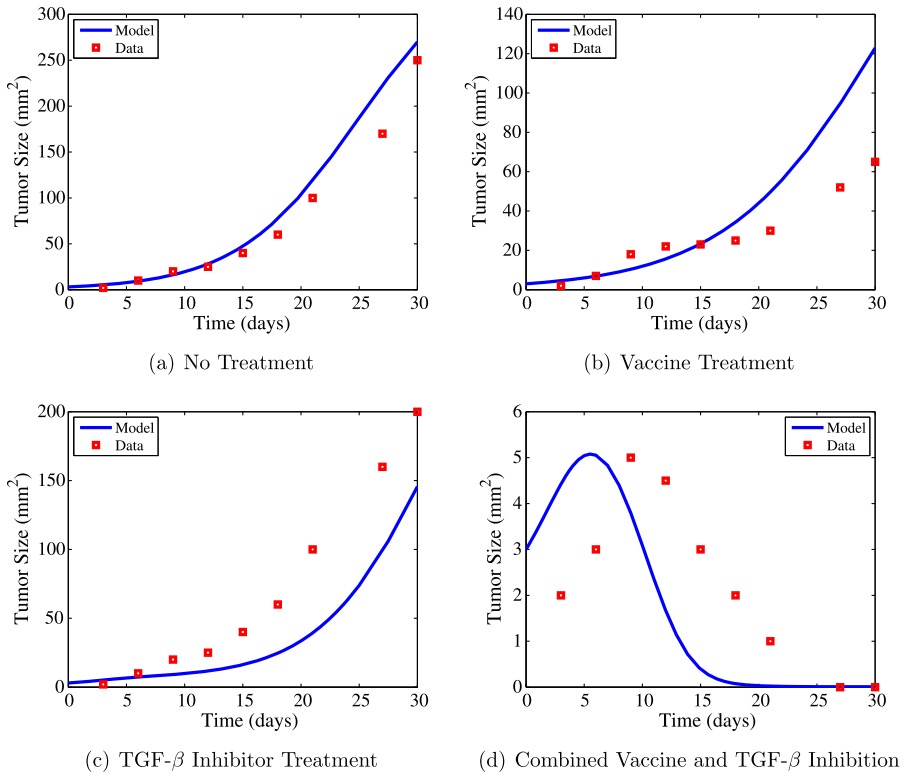 300
250
200
150
100
50
0
Tumor Size (mm2)
Model
Data
0 5 10 15 20 25 30
Time (days)
(a) No Treatment
140
120
100
80
60
40
20
0
Tumor Size (mm2)
Model
Data
0 5 10 15 20 25 30
Time (days)
(b) Vaccine Treatment
200
150
100
50
0
Tumor Size (mm2)
Model
Data
0 5 10 15 20 25 30
Time (days)
(c) TGF-β Inhibitor Treatment
6
5
4
3
2
1
0
Tumor Size (mm2)
Model
Data
0 5 10 15 20 25 30
Time (days)
(d) Combined Vaccine and TGF-β Inhibition